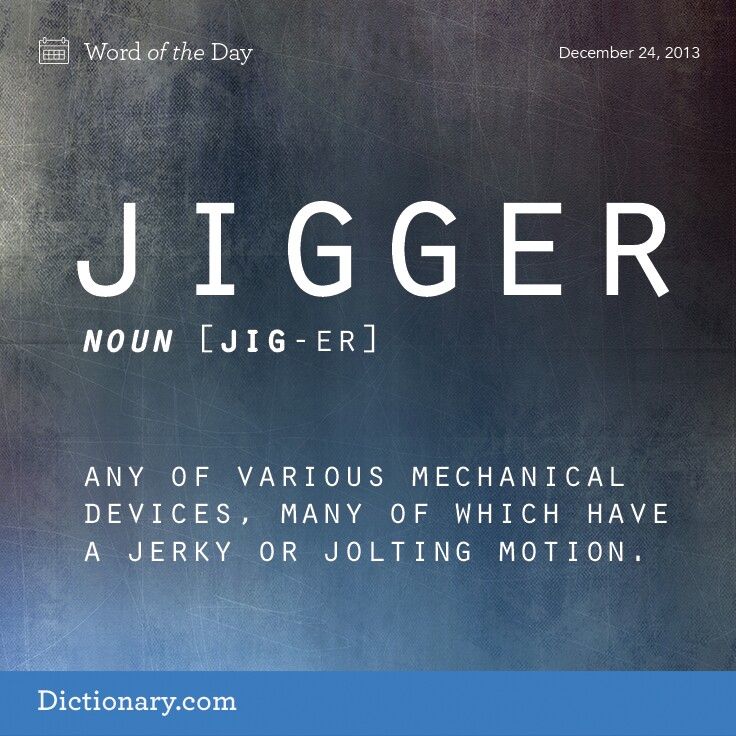 Word of the Day
December 24, 2013
JIGGER
NOUN [JIG-ER]
ANY OF VARIOUS MECHANICAL
DEVICES, MANY OF WHICH HAVE
A JERKY OR JOLTING MOTION.
Dictionary.com